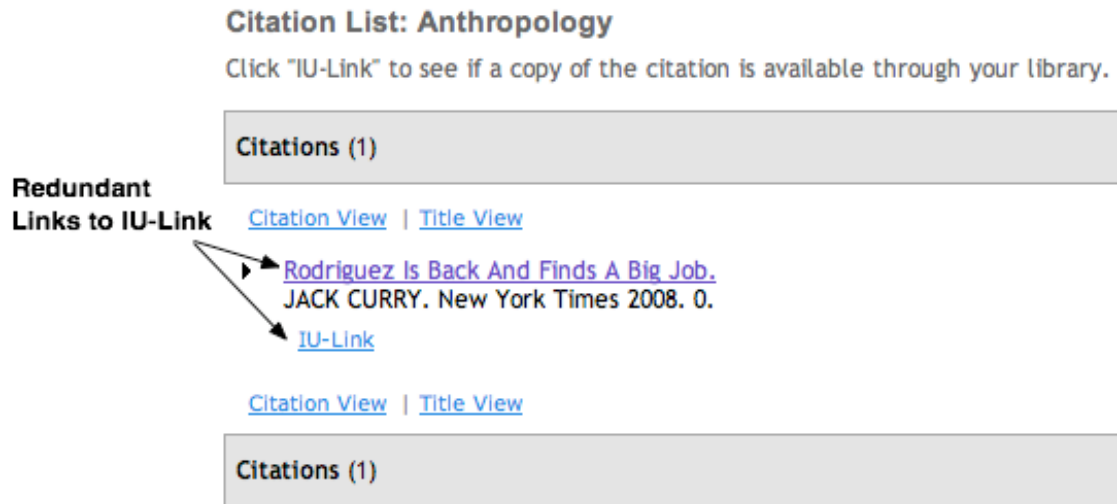 Citation List: Anthropology
Click "IU-Link" to see if a copy of the citation is available through your library.
Citations (1)
Redundant
Links to IU-Link
Citation View | Title View
Rodriguez Is Back And Finds A Big Job.
JACK CURRY. New York Times 2008. 0.
IU-Link
Citation View | Title View
Citations (1)